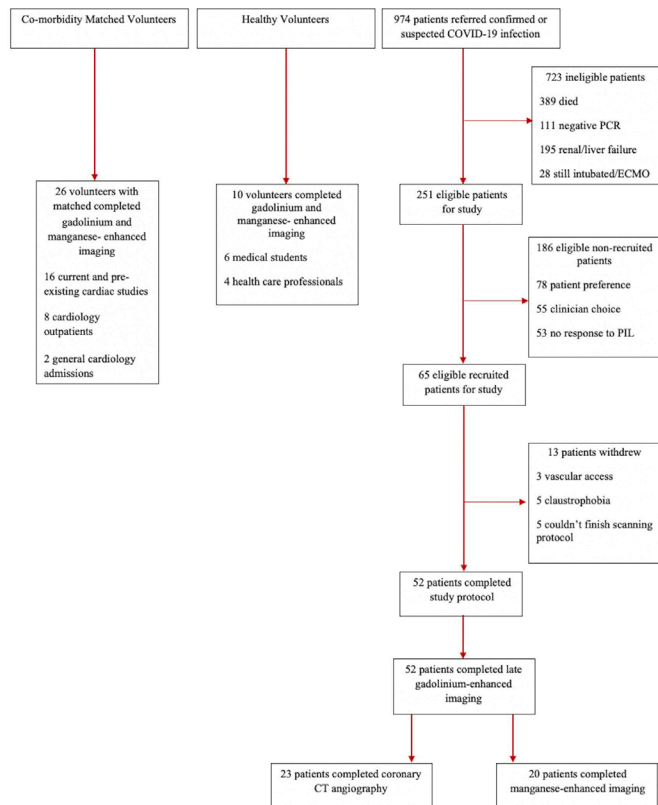 Co-morbidity Matched Volunteers
Healthy Volunteers
974 patients referred confirmed or
suspected COVID-19 infection
723 ineligible patients
389 died
111 negative PCR
195 renal/liver failure
28 still intubated/ECMO
26 volunteers with
matched completed
gadolinium and
manganese- enhanced
imaging
16 current and pre-
existing cardiac studies
8 cardiology
outpatients
2 general cardiology
admissions
10 volunteers completed
gadolinium and
manganese- enhanced
imaging
6 medical students
4 health care professionals
251 eligible patients
for study
186 eligible non-recruited
patients
78 patient preference
55 clinician choice
53 no response to PIL
65 eligible recruited
patients for study
13 patients withdrew
3 vascular access
5 claustrophobia
5 couldn't finish scanning
protocol
52 patients completed
study protocol
52 patients completed late
gadolinium-enhanced
imaging
23 patients completed coronary
CT angiography
20 patients completed
manganese-enhanced imaging